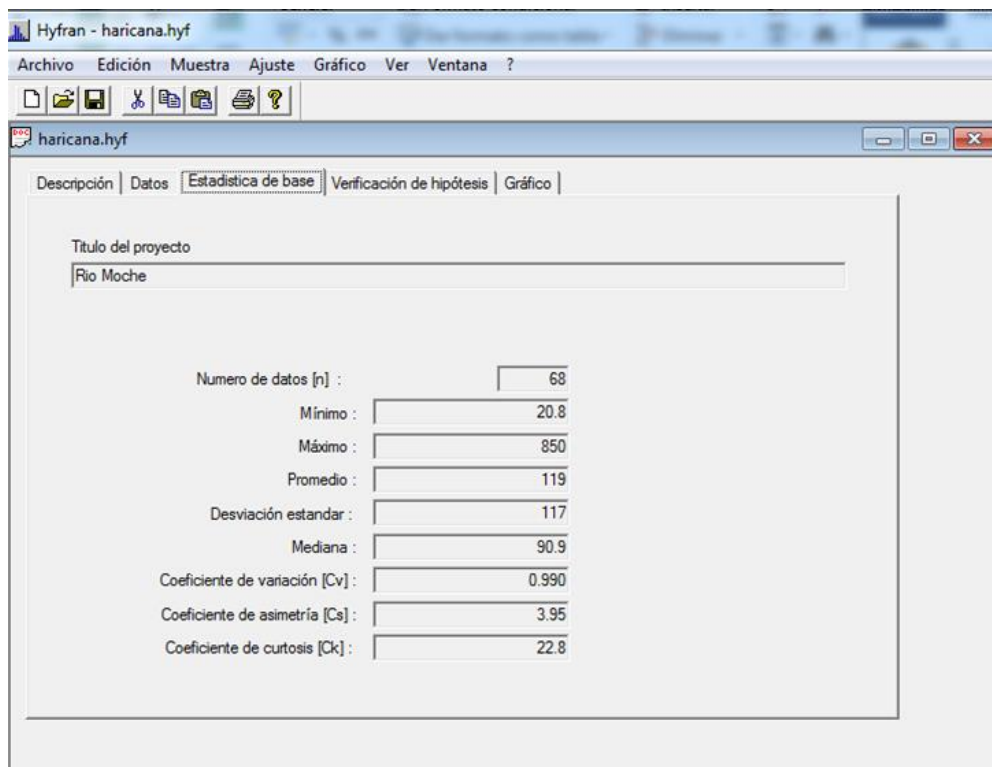 Hyfran - haricana.hyf
Archivo Edición Muestra Ajuste Gráfico Ver Ventana ?
haricana.hyf
Descripción Datos Estadistica de base Verificación de hipótesis Gráfico
Titulo del proyecto
Rio Moche
Numero de datos [n] : 68
Mínimo : 20.8
Máximo : 850
Promedio : 119
Desviación estandar : 117
Mediana : 90.9
Coeficiente de variación [Cv] : 0.990
Coeficiente de asimetría [Cs] : 3.95
Coeficiente de curtosis [Ck] : 22.8